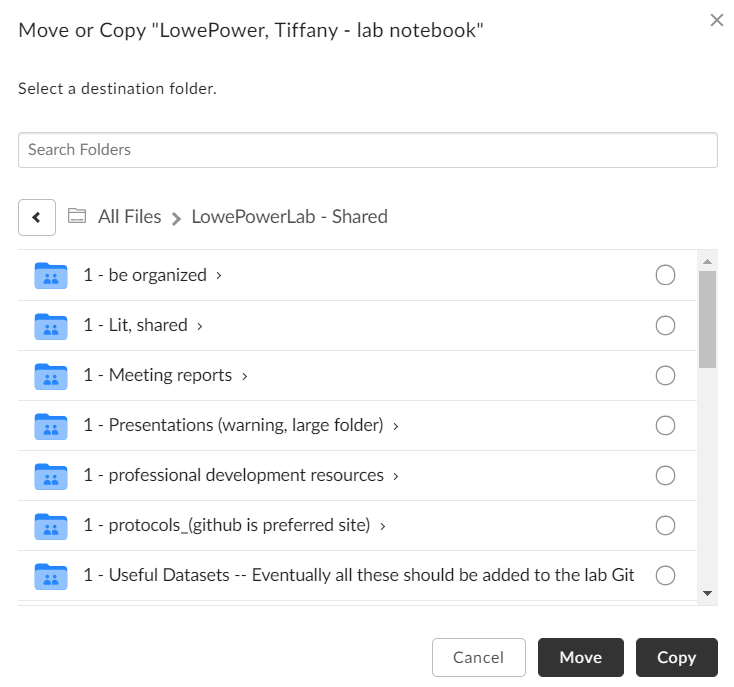 Move or Copy "LowePower, Tiffany - lab notebook"
Select a destination folder.
Search Folders
All Files > LowePowerLab - Shared
1 - be organized >
1 - Lit, shared >
1 - Meeting reports >
1 - Presentations (warning, large folder) >
1 - professional development resources >
1 - protocols_(github is preferred site) >
1 - Useful Datasets -- Eventually all these should be added to the lab Git
Cancel Move Copy